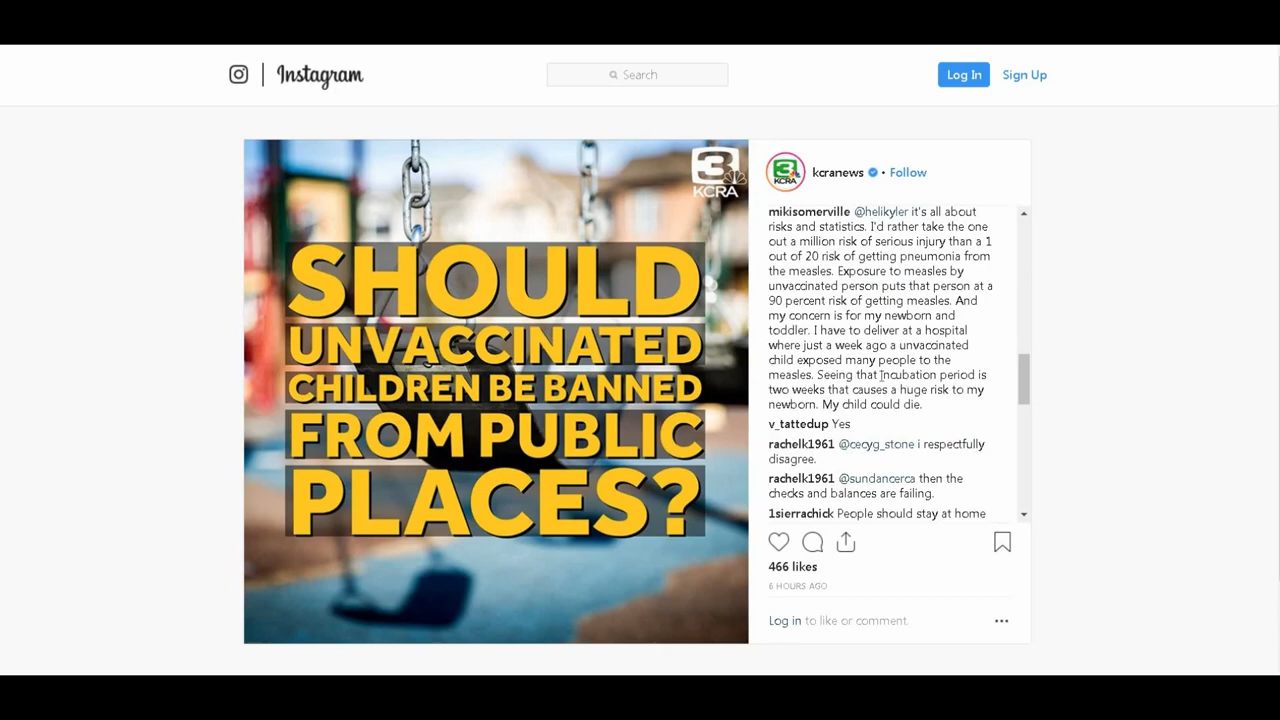 Instagram
Search
Log In
Sign Up
3
KCRA
SHOULD
UNVACCINATED
CHILDREN BE BANNED
FROM PUBLIC
PLACES?
3
KCRA
kcranews • Follow
mikisomerville @helikyler it's all about
risks and statistics. I'd rather take the one
out a million risk of serious injury than a 1
out of 20 risk of getting pneumonia from
the measles. Exposure to measles by
unvaccinated person puts that person at a
90 percent risk of getting measles. And
my concern is for my newborn and
toddler. I have to deliver at a hospital
where just a week ago a unvaccinated
child exposed many people to the
measles. Seeing that incubation period is
two weeks that causes a huge risk to my
newborn. My child could die.
v_tattedup Yes
rachelk1961 @cecyg_stone i respectfully
disagree.
rachelk1961 @sundancerca then the
checks and balances are failing.
1sierrachick People should stay at home
466 likes
6 HOURS AGO
Log in to like or comment.